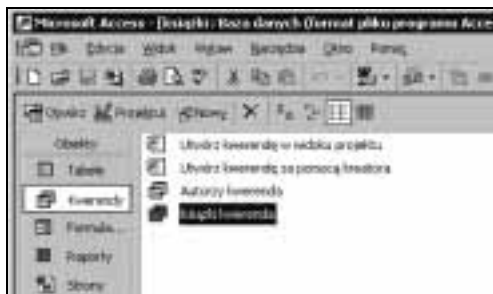 Microsoft Access - [książki : Baza danych (format pliku programu Acce
Plik Edycja Widok Wstaw Narzędzia Okno Pomoc
Otwórz Projektuj Nowy
Obiekty
Utwórz kwerendę w widoku projektu
Tabele
Utwórz kwerendę za pomocą kreatora
Kwerendy
Autorzy kwerenda
książki kwerenda
Formula...
Raporty
Strony